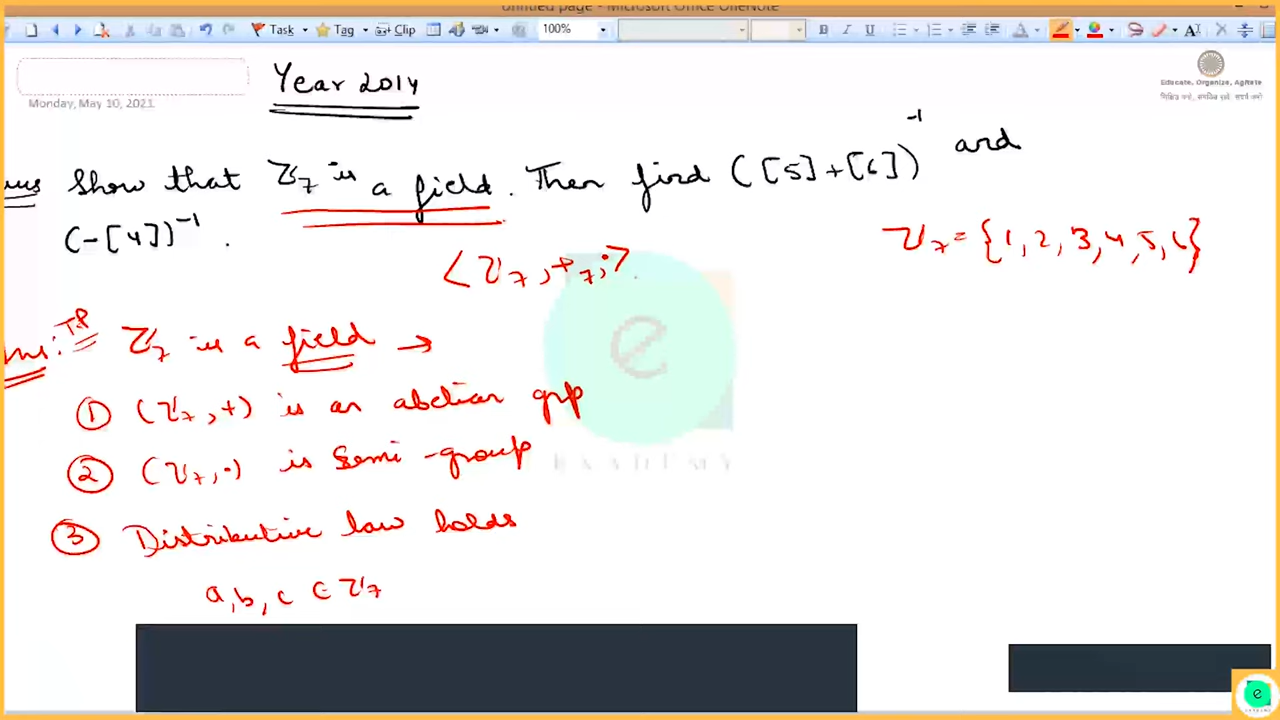 Untitled page - Microsoft Office OneNote
Task Tag Clip 100% B I U
Year 2014
Monday, May 10, 2021
Educate, Organize, Agitate
Show that ℤ₇ is a field. Then find ([5]+[6])⁻¹ and
(-[4])⁻¹.
ℤ₇ = {1, 2, 3, 4, 5, 6}
⟨ℤ₇, +₇, ·⟩
Ans: T.P ℤ₇ is a field →
① (ℤ₇, +) is an abelian grp
② (ℤ₇, ·) is semi-group
③ Distributive law holds
a, b, c ∈ ℤ₇
e
e